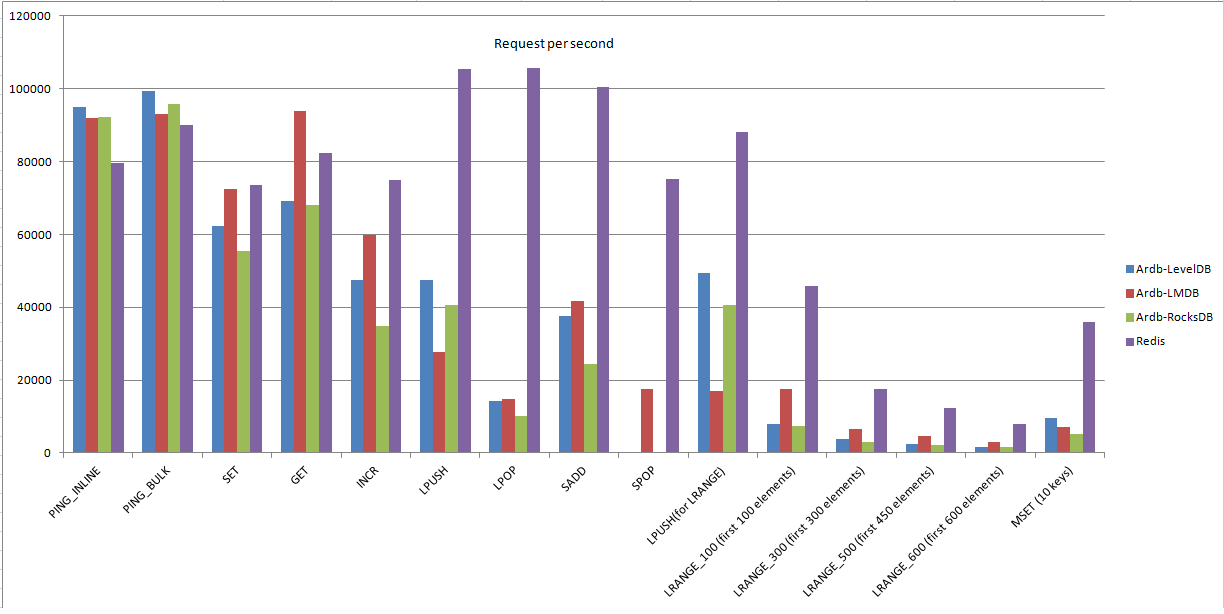 Request per second
120000
100000
80000
60000
40000
20000
0
PING_INLINE
PING_BULK
SET
GET
INCR
LPUSH
LPOP
SADD
SPOP
LPUSH(for LRANGE)
LRANGE_100 (first 100 elements)
LRANGE_300 (first 300 elements)
LRANGE_500 (first 450 elements)
LRANGE_600 (first 600 elements)
MSET (10 keys)
Ardb-LevelDB
Ardb-LMDB
Ardb-RocksDB
Redis